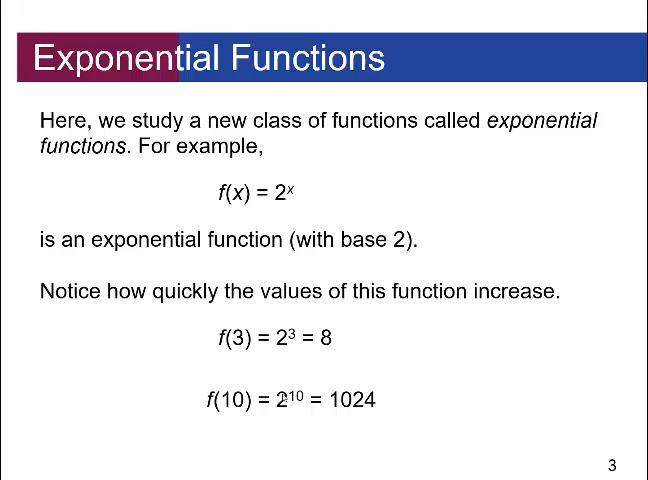 Exponential Functions
Here, we study a new class of functions called exponential
functions. For example,
f(x) = 2ˣ
is an exponential function (with base 2).
Notice how quickly the values of this function increase.
f(3) = 2³ = 8
f(10) = 2¹⁰ = 1024
3